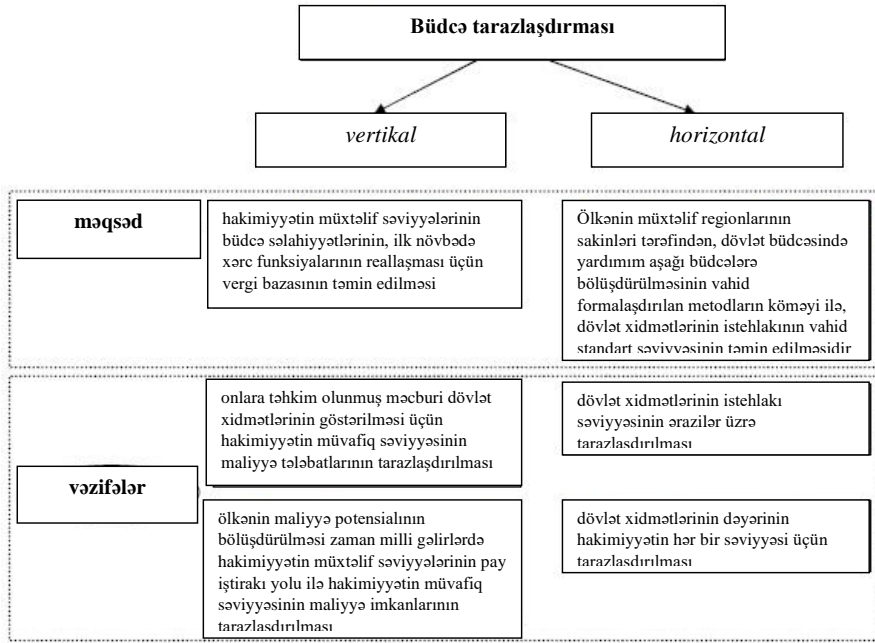 Büdcə tarazlaşdırması
vertikal
horizontal
məqsəd
hakimiyyətin müxtəlif səviyyələrinin
büdcə səlahiyyətlərinin, ilk növbədə
xərc funksiyalarının reallaşması üçün
vergi bazasının təmin edilməsi
Ölkənin müxtəlif regionlarının
sakinləri tərəfindən, dövlət büdcəsində
yardımım aşağı büdcələrə
bölüşdürülməsinin vahid
formalaşdırılan metodların köməyi ilə,
dövlət xidmətlərinin istehlakının vahid
standart səviyyəsinin təmin edilməsidir
vəzifələr
onlara təhkim olunmuş məcburi dövlət
xidmətlərinin göstərilməsi üçün
hakimiyyətin müvafiq səviyyəsinin
maliyyə tələbatlarının tarazlaşdırılması
dövlət xidmətlərinin istehlakı
səviyyəsinin ərazilər üzrə
tarazlaşdırılması
ölkənin maliyyə potensialının
bölüşdürülməsi zaman milli gəlirlərdə
hakimiyyətin müxtəlif səviyyələrinin pay
iştirakı yolu ilə hakimiyyətin müvafiq
səviyyəsinin maliyyə imkanlarının
tarazlaşdırılması
dövlət xidmətlərinin dəyərinin
hakimiyyətin hər bir səviyyəsi üçün
tarazlaşdırılması